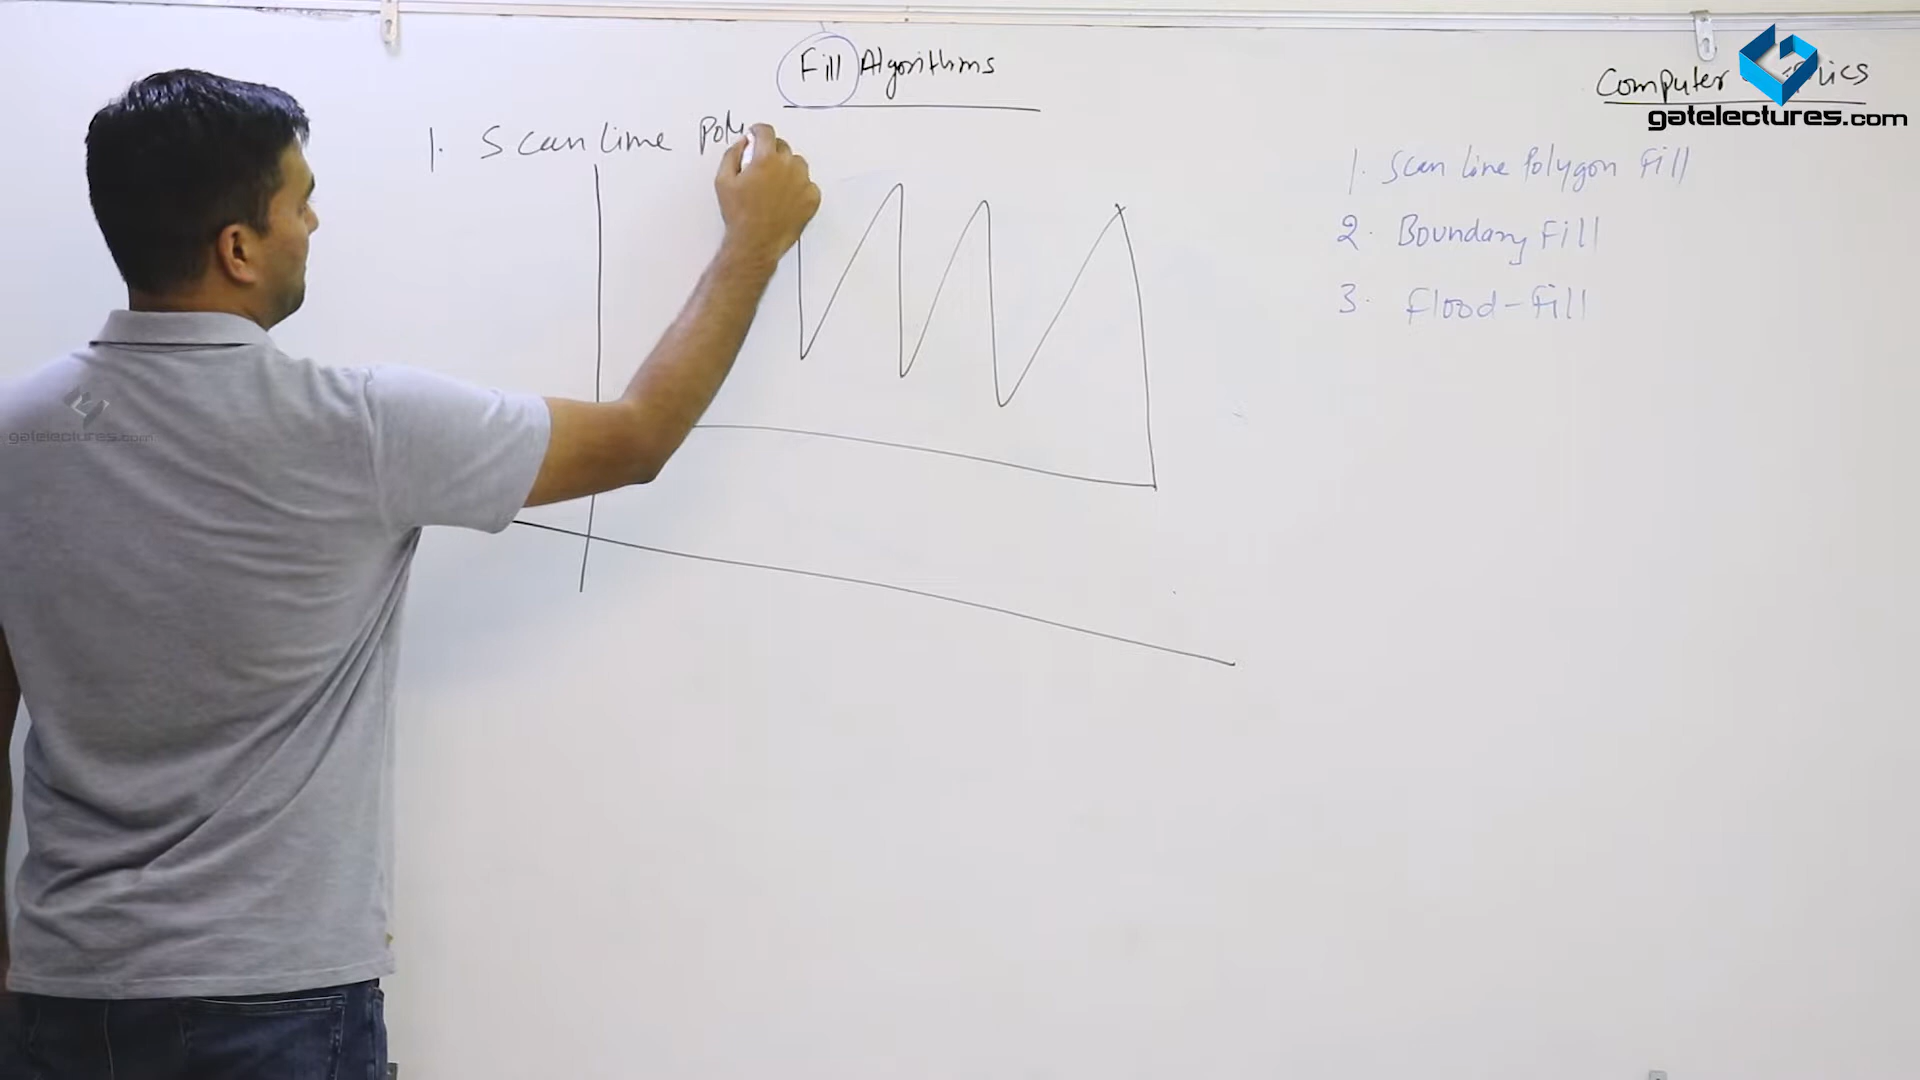 Fill Algorithms
Computer
gatelectures.com
1. Scan line Poly
1. Scan Line Polygon Fill
2. Boundary Fill
3. Flood-Fill
gatelectures.com